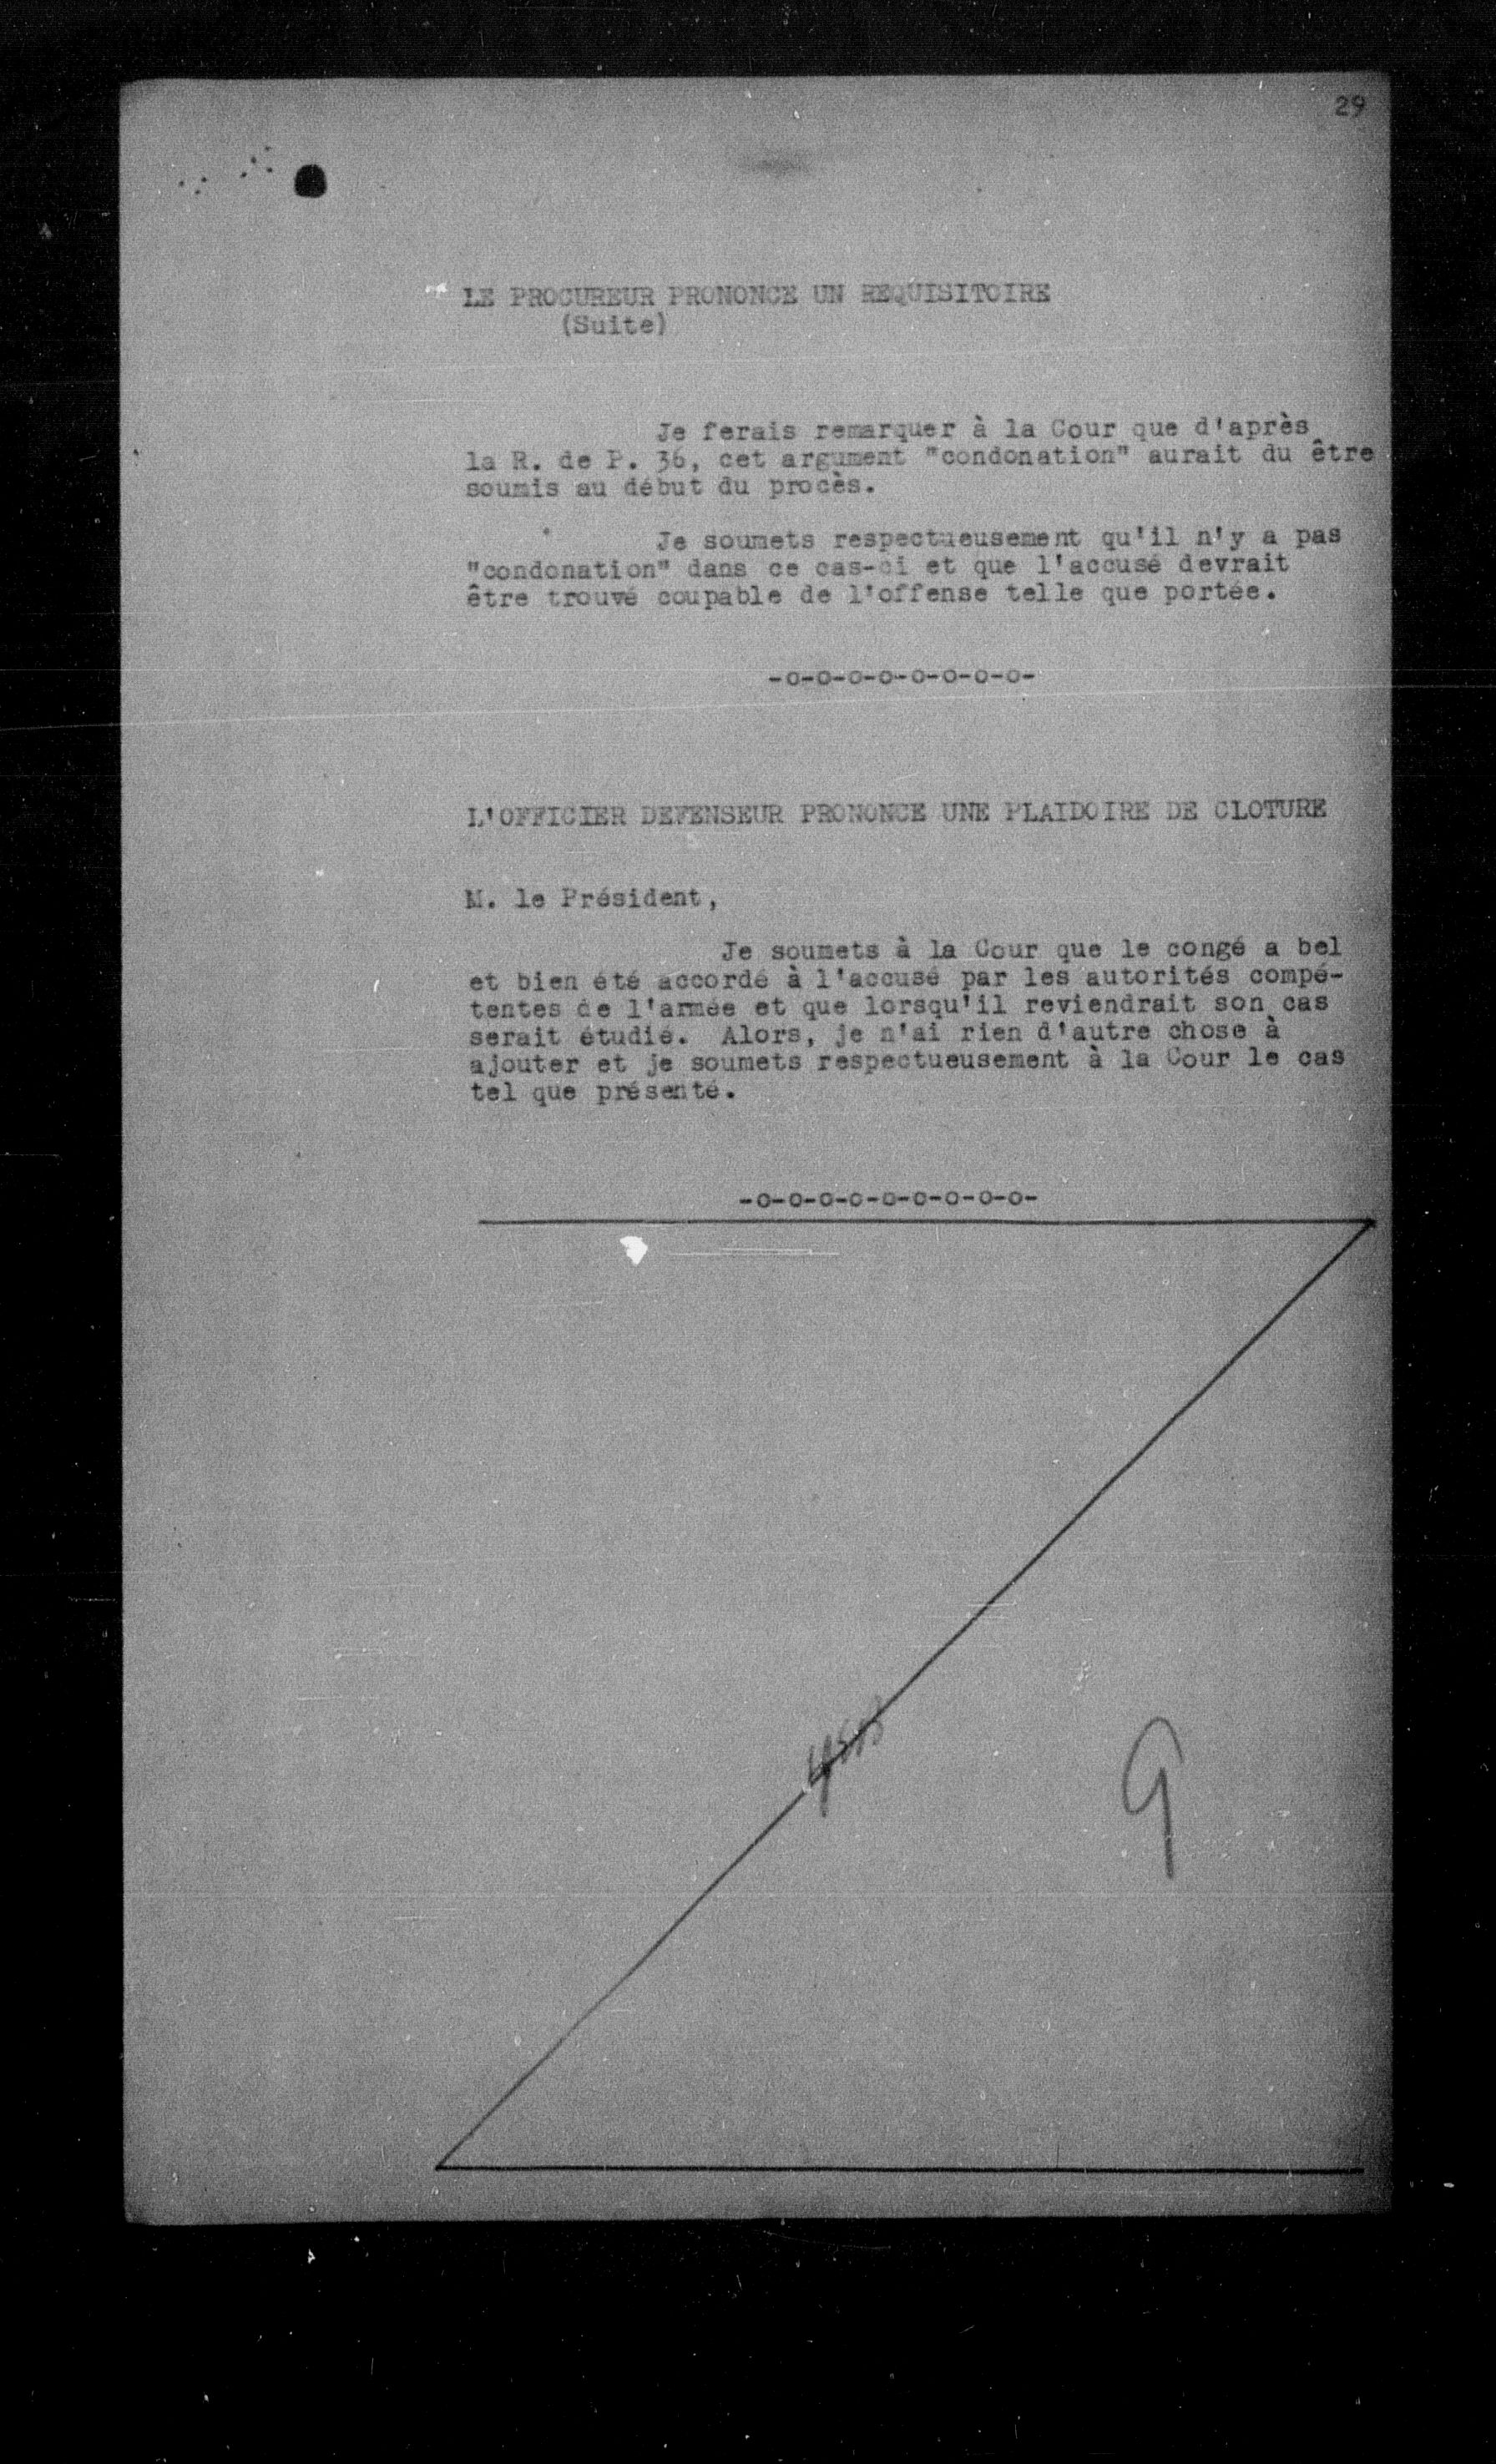 29
LE PROCUREUR PRONONCE UN REQUISITOIRE
(Suite)
Je ferais remarquer à la Cour que d'après
la R. de P. 36, cet argument "condonation" aurait du être
soumis au début du procès.
Je soumets respectueusement qu'il n'y a pas
"condonation" dans ce cas-ci et que l'accusé devrait
être trouvé coupable de l'offense telle que portée.
-o-o-o-o-o-o-o-o-
L'OFFICIER DEFENSEUR PRONONCE UNE PLAIDOIRE DE CLOTURE
M. le Président,
Je soumets à la Cour que le congé a bel
et bien été accordé à l'accusé par les autorités compé-
tentes de l'armée et que lorsqu'il reviendrait son cas
serait étudié. Alors, je n'ai rien d'autre chose à
ajouter et je soumets respectueusement à la Cour le cas
tel que présenté.
-o-o-o-o-o-o-o-o-o-
9